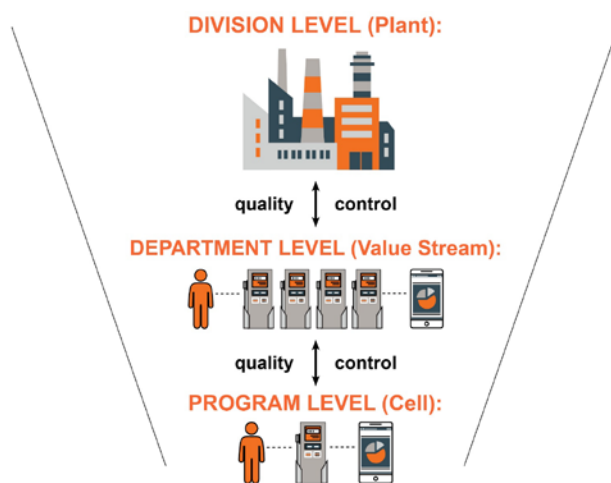 DIVISION LEVEL (Plant):
quality control
DEPARTMENT LEVEL (Value Stream):
quality control
PROGRAM LEVEL (Cell):